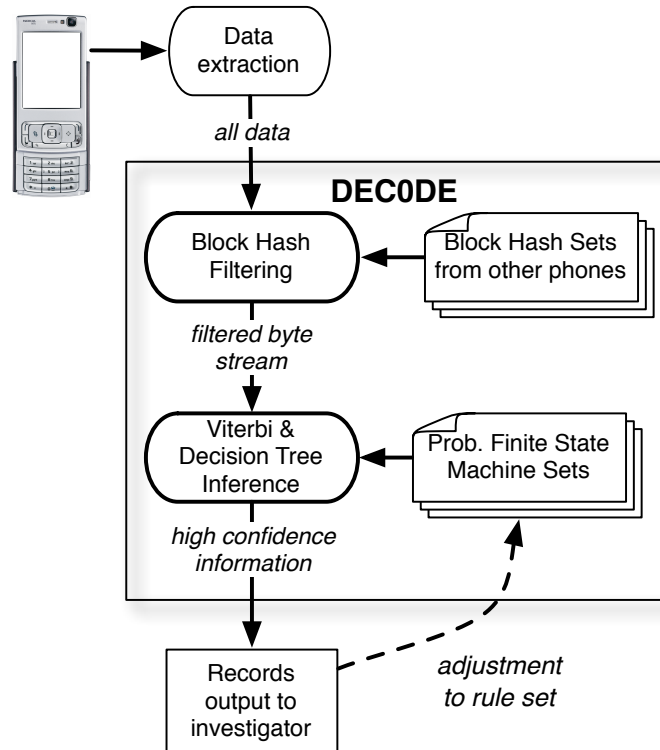 Data
extraction
all data
DEC0DE
Block Hash
Filtering
Block Hash Sets
from other phones
filtered byte
stream
Viterbi &
Decision Tree
Inference
Prob. Finite State
Machine Sets
high confidence
information
Records
output to
investigator
adjustment
to rule set